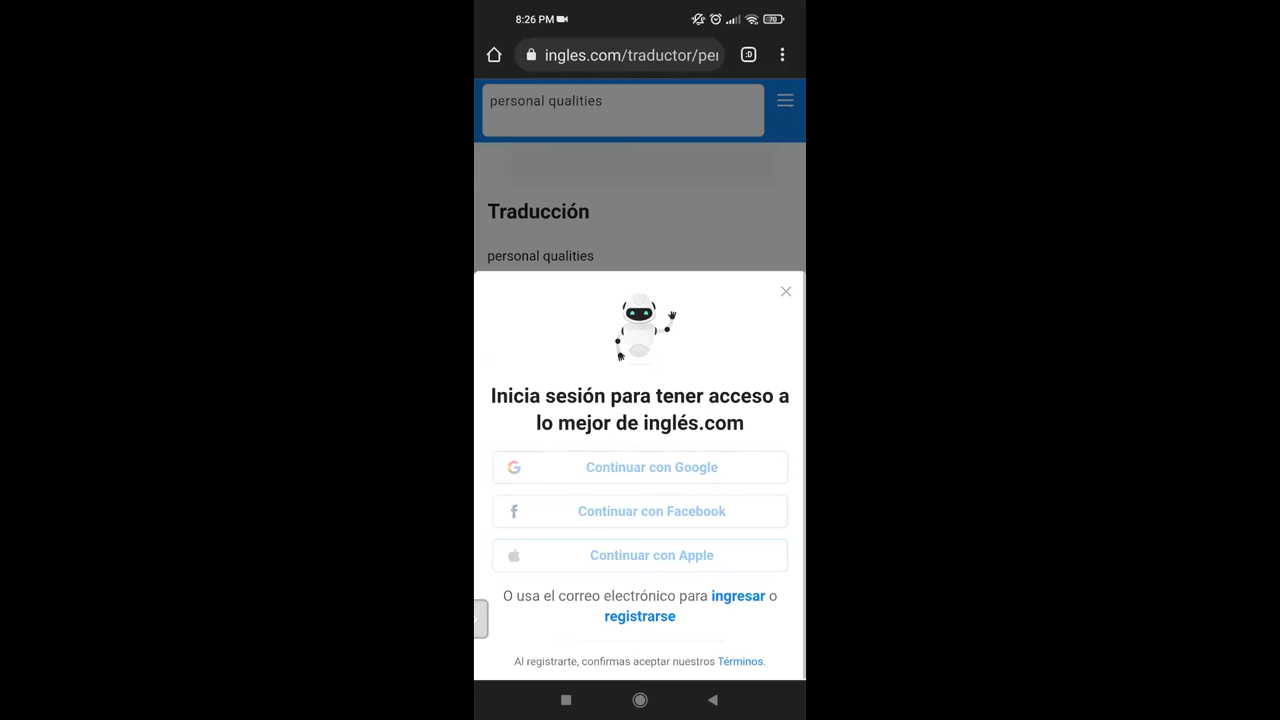 8:26 PM
70
ingles.com/traductor/per
:D
personal qualities
Traducción
personal qualities
Inicia sesión para tener acceso a
lo mejor de inglés.com
Continuar con Google
Continuar con Facebook
Continuar con Apple
O usa el correo electrónico para ingresar o
registrarse
Al registrarte, confirmas aceptar nuestros Términos.